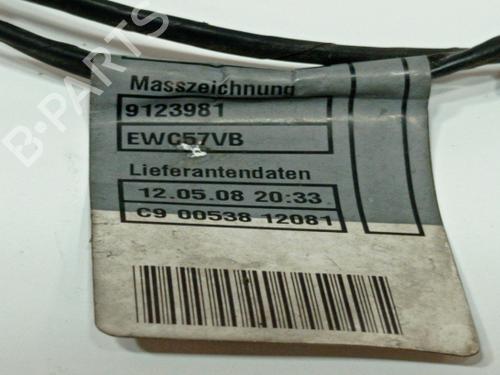 B·PARTS
Masszeichnung
9123981
EWC57VB
Lieferantendaten
12.05.08 20:33
C9 00538 12081